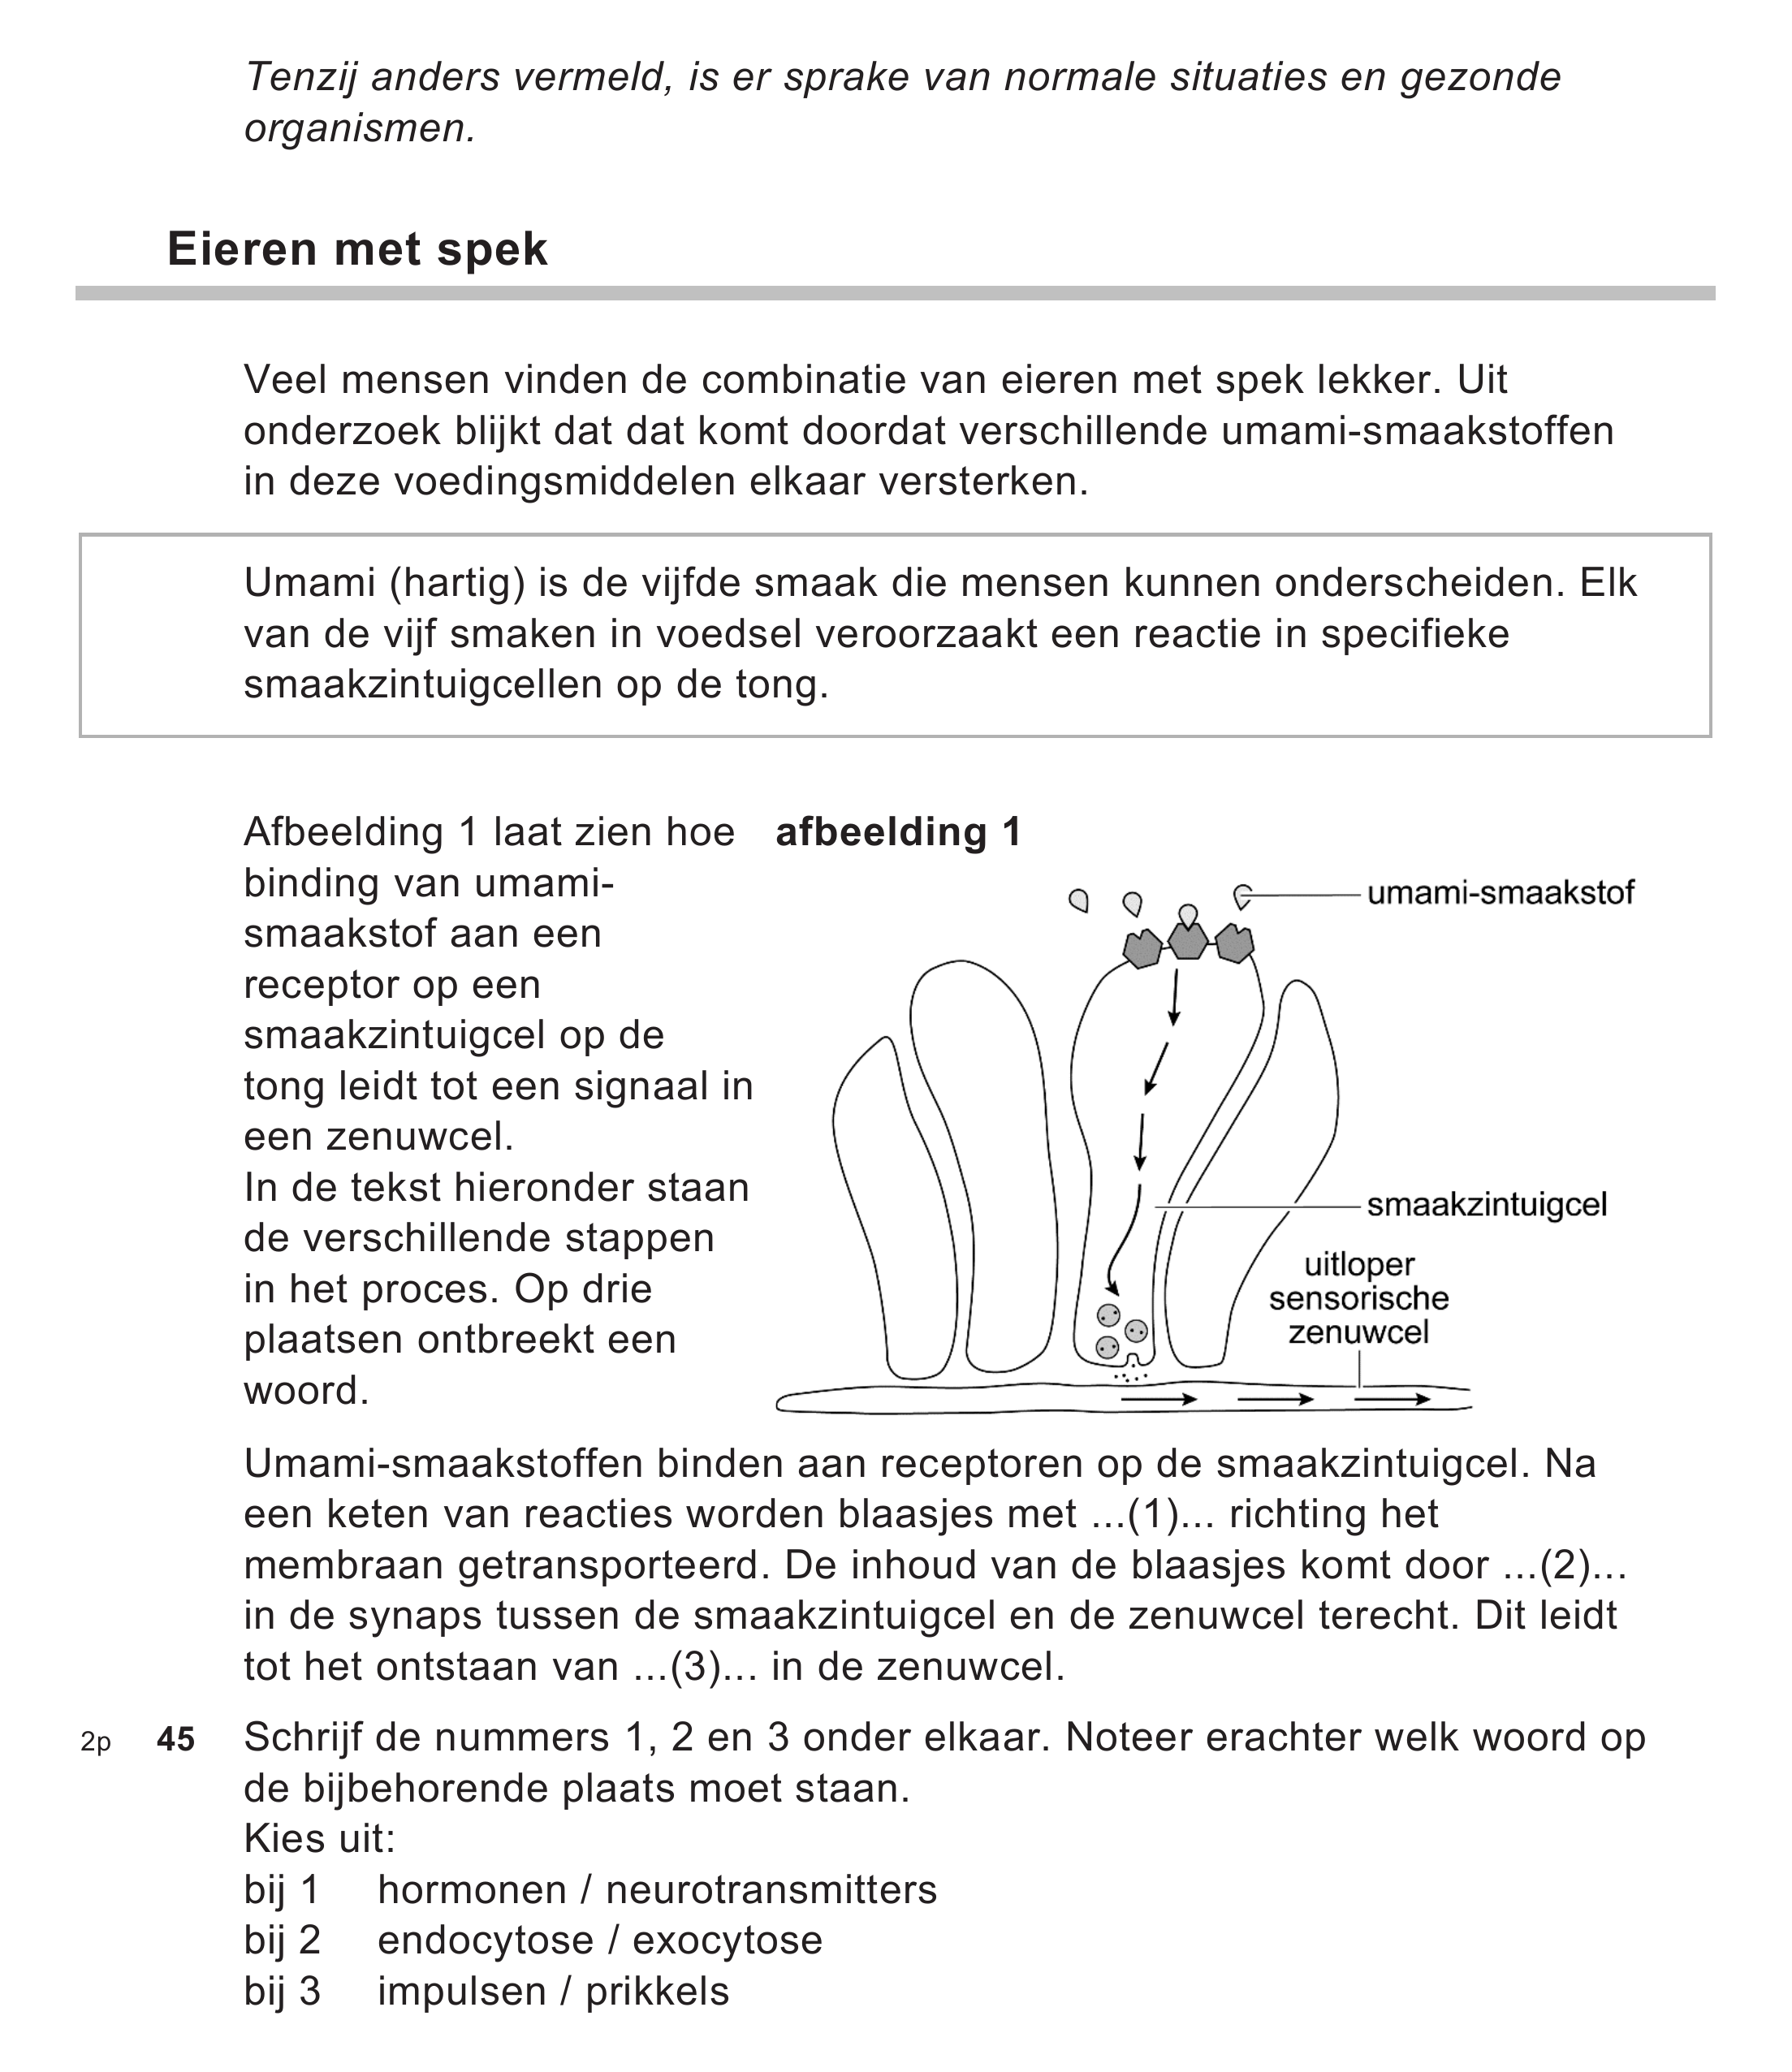 Tenzij anders vermeld, is er sprake van normale situaties en gezonde
organismen.
Eieren met spek
Veel mensen vinden de combinatie van eieren met spek lekker. Uit
onderzoek blijkt dat dat komt doordat verschillende umami-smaakstoffen
in deze voedingsmiddelen elkaar versterken.
Umami (hartig) is de vijfde smaak die mensen kunnen onderscheiden. Elk
van de vijf smaken in voedsel veroorzaakt een reactie in specifieke
smaakzintuigcellen op de tong.
Afbeelding 1 laat zien hoe
binding van umami-
smaakstof aan een
receptor op een
smaakzintuigcel op de
tong leidt tot een signaal in
een zenuwcel.
In de tekst hieronder staan
de verschillende stappen
in het proces. Op drie
plaatsen ontbreekt een
woord.
afbeelding 1
umami-smaakstof
smaakzintuigcel
uitloper
sensorische
zenuwcel
Umami-smaakstoffen binden aan receptoren op de smaakzintuigcel. Na
een keten van reacties worden blaasjes met ...(1)... richting het
membraan getransporteerd. De inhoud van de blaasjes komt door ...(2)...
in de synaps tussen de smaakzintuigcel en de zenuwcel terecht. Dit leidt
tot het ontstaan van ...(3)... in de zenuwcel.
2p 45 Schrijf de nummers 1, 2 en 3 onder elkaar. Noteer erachter welk woord op
de bijbehorende plaats moet staan.
Kies uit:
bij 1 hormonen / neurotransmitters
bij 2 endocytose / exocytose
bij 3 impulsen / prikkels